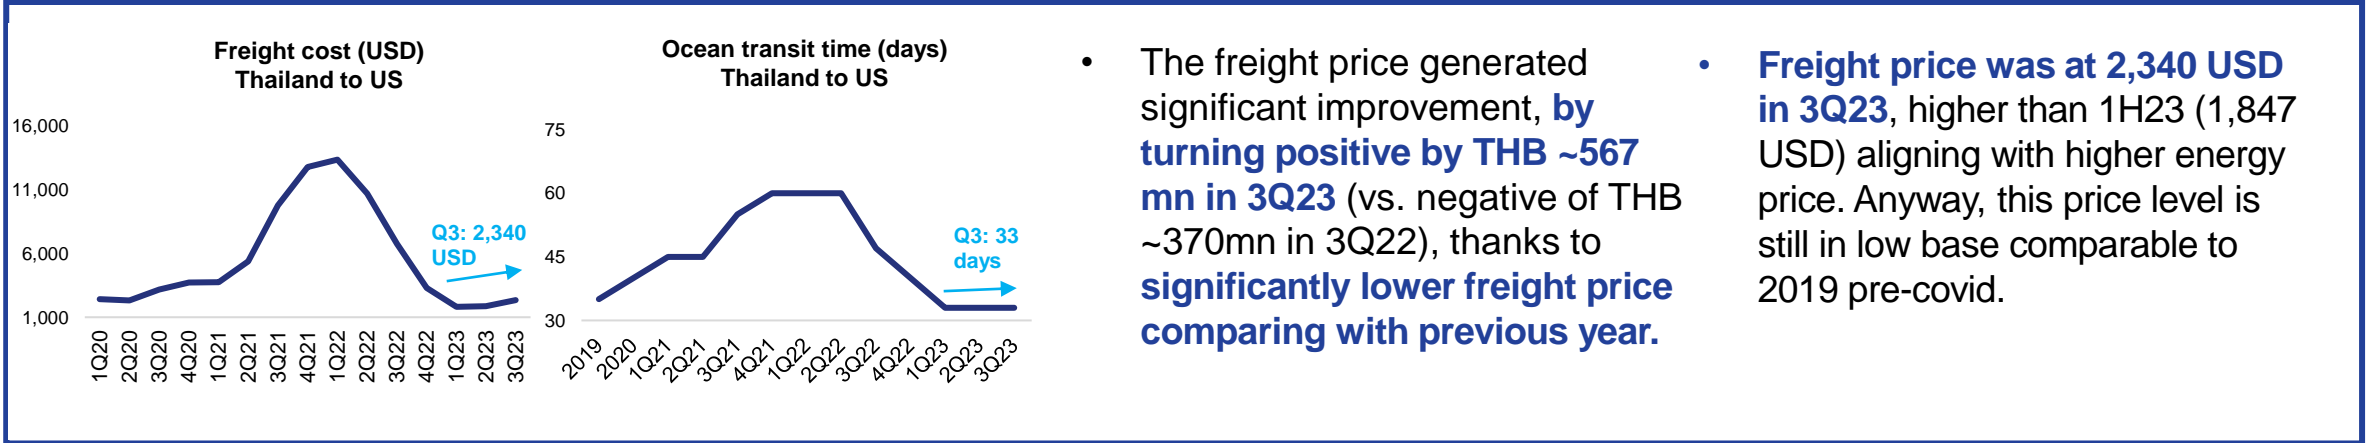 Freight cost (USD)
Thailand to US
16,000
11,000
6,000
1,000
Q3: 2,340
USD
1Q20
2Q20
3Q20
4Q20
1Q21
2Q21
3Q21
4Q21
1Q22
2Q22
3Q22
4Q22
1Q23
2Q23
3Q23
Ocean transit time (days)
Thailand to US
75
60
45
30
Q3: 33
days
2019
2020
1Q21
2Q21
3Q21
4Q21
1Q22
2Q22
3Q22
4Q22
1Q23
2Q23
3Q23
• The freight price generated
significant improvement, by
turning positive by THB ~567
mn in 3Q23 (vs. negative of THB
~370mn in 3Q22), thanks to
significantly lower freight price
comparing with previous year.
• Freight price was at 2,340 USD
in 3Q23, higher than 1H23 (1,847
USD) aligning with higher energy
price. Anyway, this price level is
still in low base comparable to
2019 pre-covid.